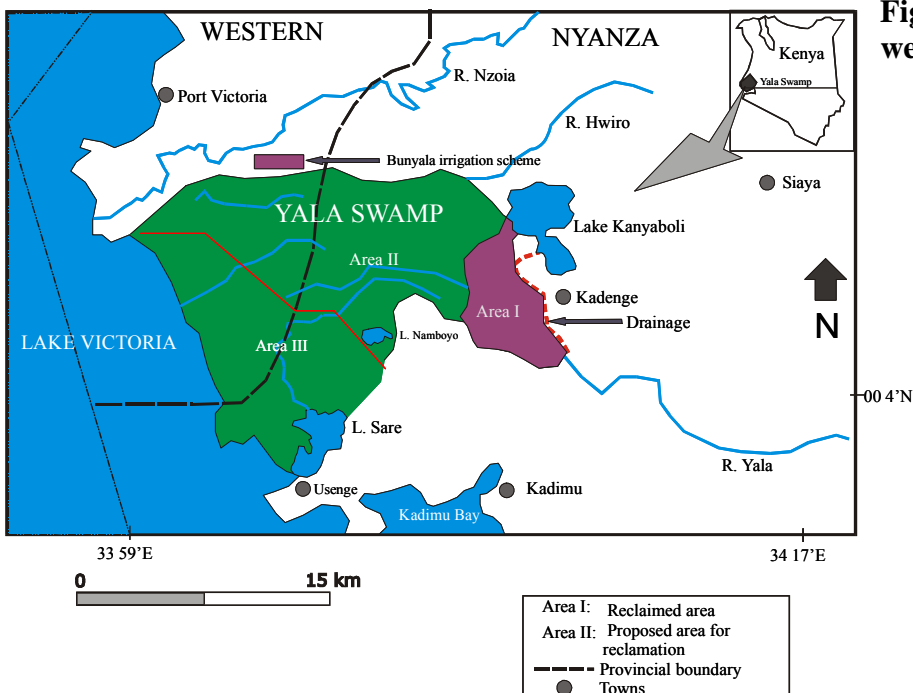 Fig
we
WESTERN
NYANZA
Kenya
Yala Swamp
R. Nzoia
Port Victoria
R. Hwiro
Bunyala irrigation scheme
Siaya
YALA SWAMP
Lake Kanyaboli
Area II
Kadenge
Area I
Drainage
N
L. Namboyo
LAKE VICTORIA
Area III
00 4’N
L. Sare
R. Yala
Usenge
Kadimu
Kadimu Bay
33 59’E
34 17’E
0
15 km
Area I: Reclaimed area
Area II: Proposed area for
reclamation
Provincial boundary
Towns